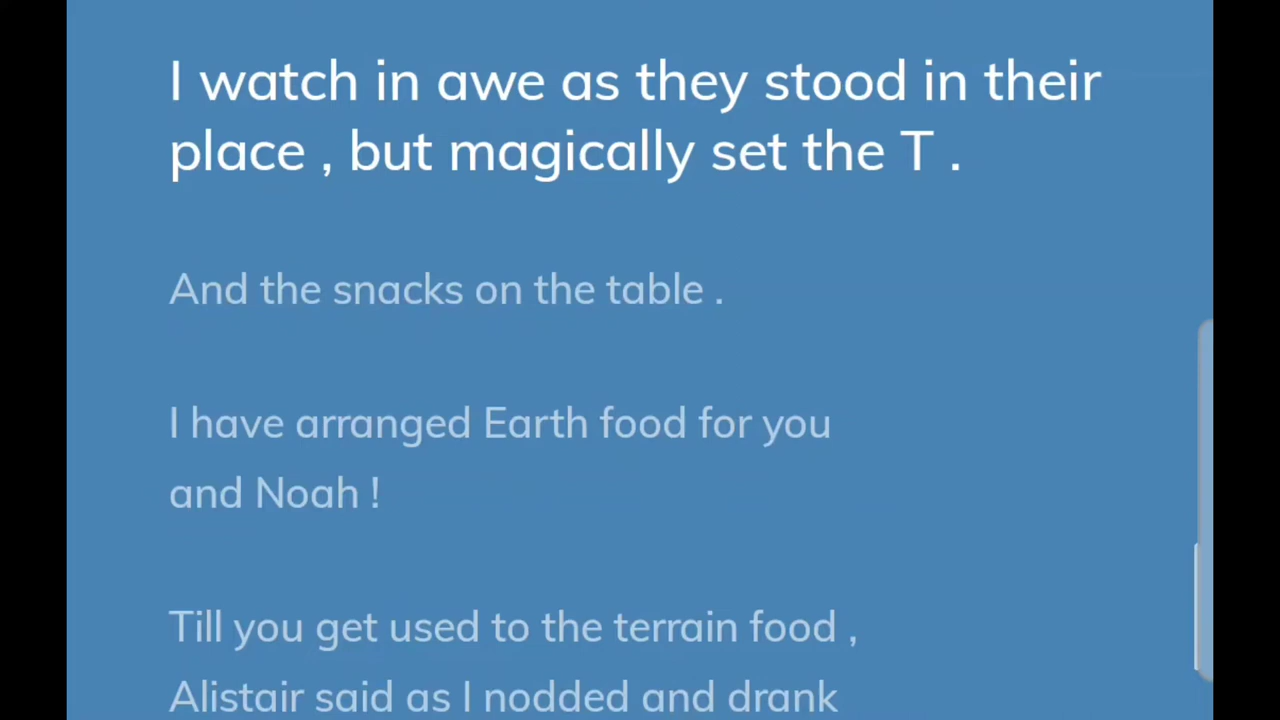 I watch in awe as they stood in their
place , but magically set the T .
And the snacks on the table .
I have arranged Earth food for you
and Noah !
Till you get used to the terrain food ,
Alistair said as I nodded and drank